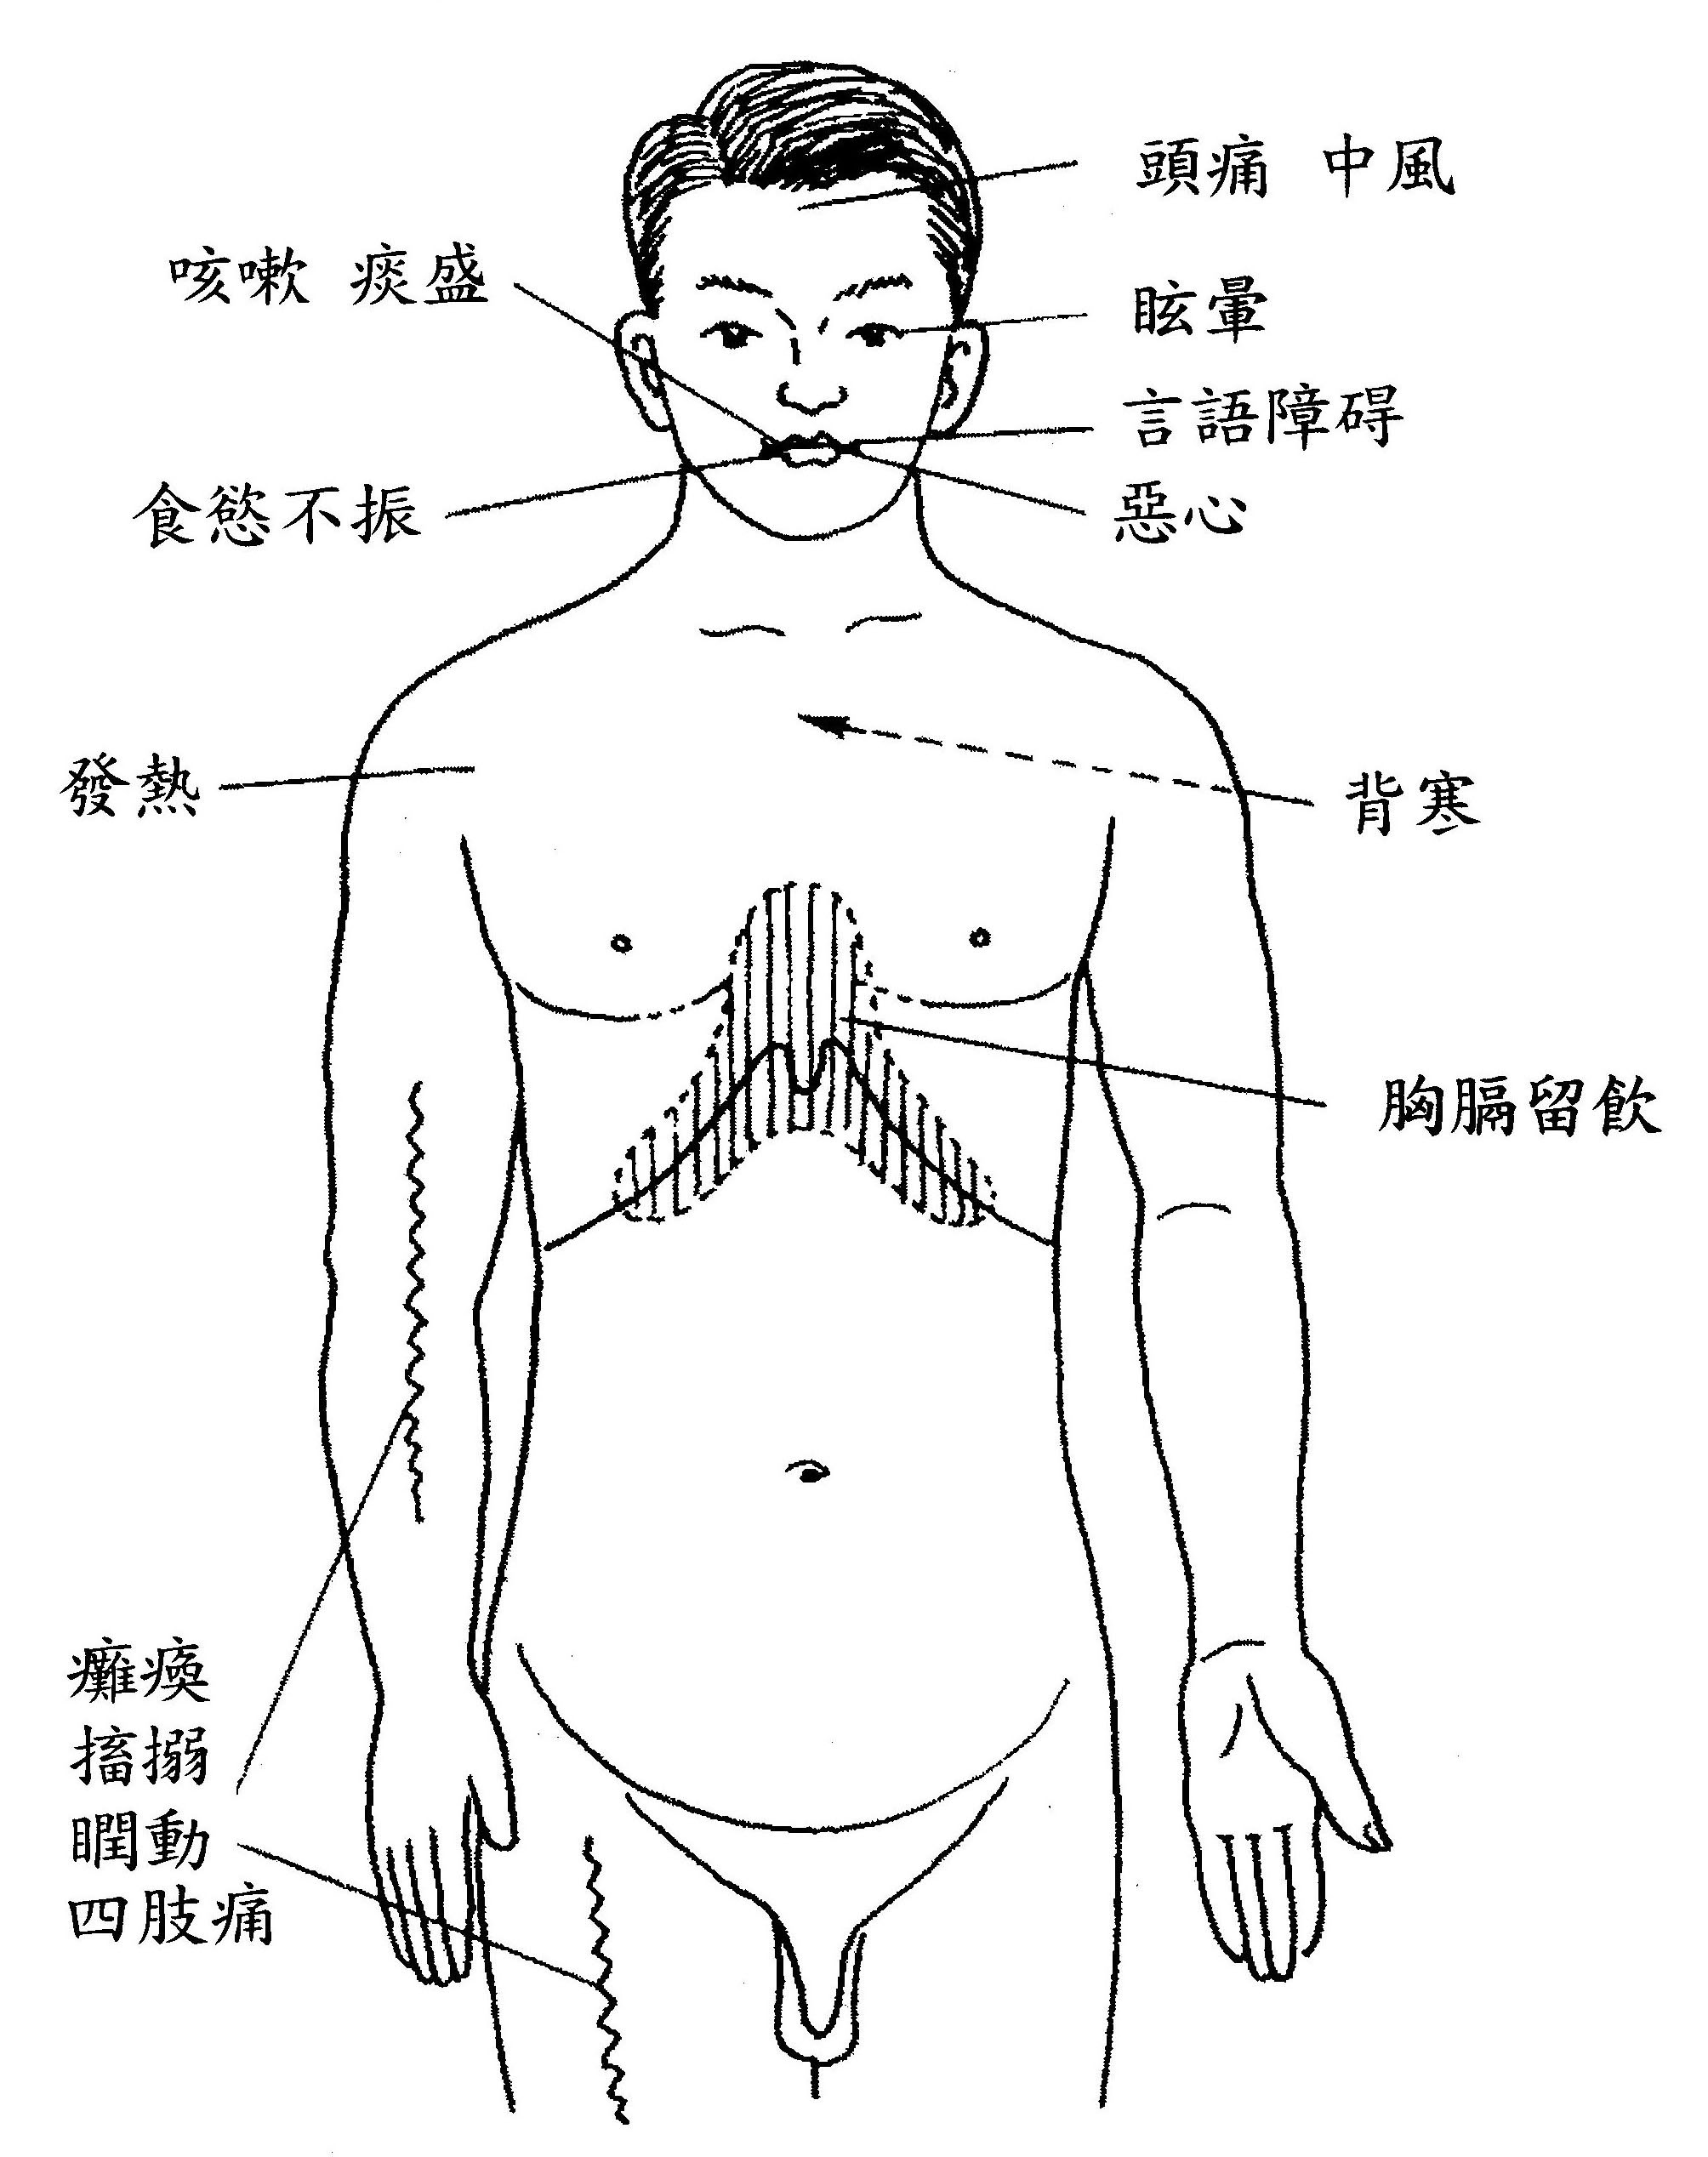 頭痛 中風
咳嗽 痰盛
眩暈
言語障碍
食慾不振
惡心
發熱
背寒
胸膈留飲
癱瘓
搐搦
瞤動
四肢痛